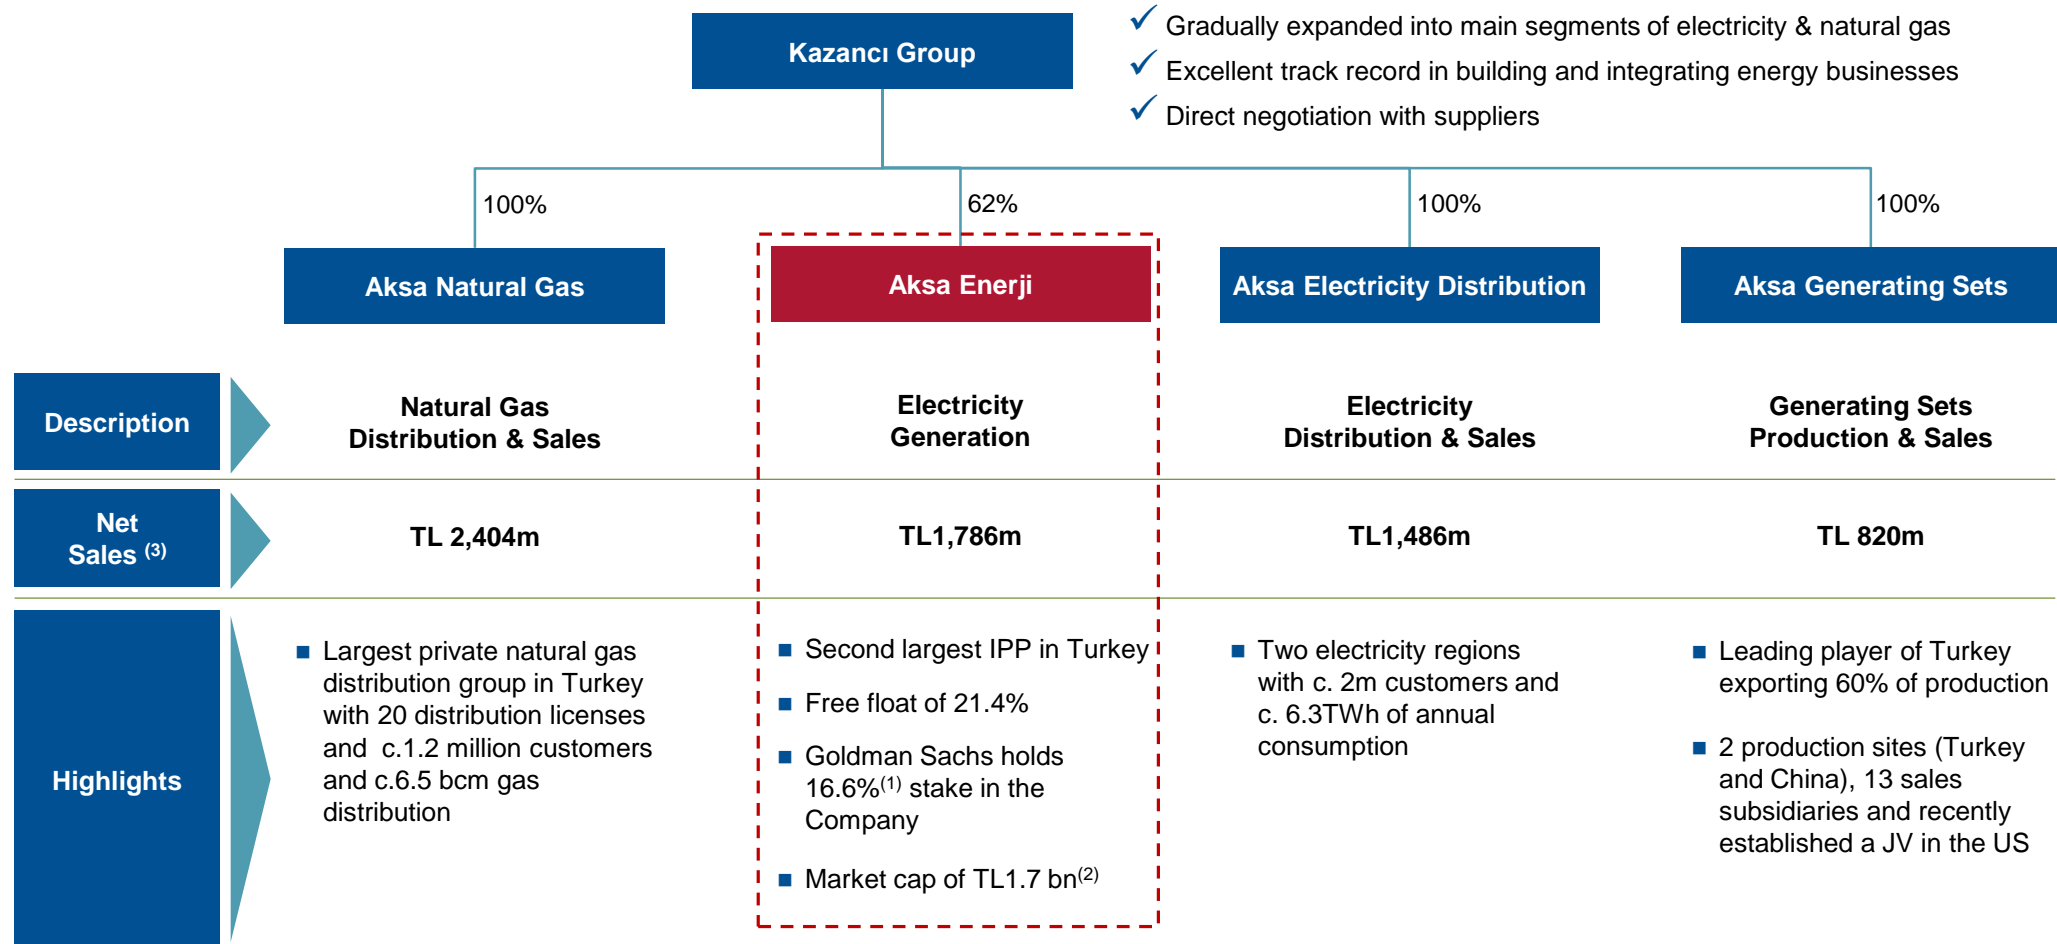 Kazancı Group
Gradually expanded into main segments of electricity & natural gas
Excellent track record in building and integrating energy businesses
Direct negotiation with suppliers
100%
62%
100%
100%
Aksa Natural Gas
Aksa Enerji
Aksa Electricity Distribution
Aksa Generating Sets
Description
Natural Gas
Distribution & Sales
Electricity
Generation
Electricity
Distribution & Sales
Generating Sets
Production & Sales
Net
Sales (3)
TL 2,404m
TL1,786m
TL1,486m
TL 820m
Highlights
Largest private natural gas
distribution group in Turkey
with 20 distribution licenses
and c.1.2 million customers
and c.6.5 bcm gas
distribution
Second largest IPP in Turkey
Free float of 21.4%
Goldman Sachs holds
16.6%(1) stake in the
Company
Market cap of TL1.7 bn(2)
Two electricity regions
with c. 2m customers and
c. 6.3TWh of annual
consumption
Leading player of Turkey
exporting 60% of production
2 production sites (Turkey
and China), 13 sales
subsidiaries and recently
established a JV in the US